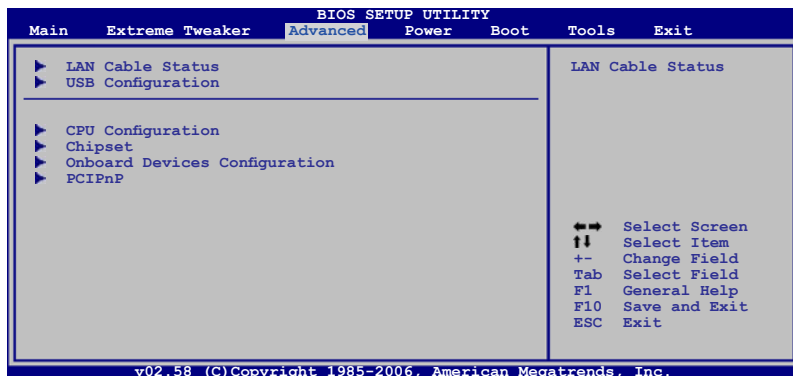 BIOS SETUP UTILITY
Main Extreme Tweaker Advanced Power Boot Tools Exit
LAN Cable Status
USB Configuration
CPU Configuration
Chipset
Onboard Devices Configuration
PCIPnP
LAN Cable Status
Select Screen
Select Item
+- Change Field
Tab Select Field
F1 General Help
F10 Save and Exit
ESC Exit
v02.58 (C)Copyright 1985-2006, American Megatrends, Inc.